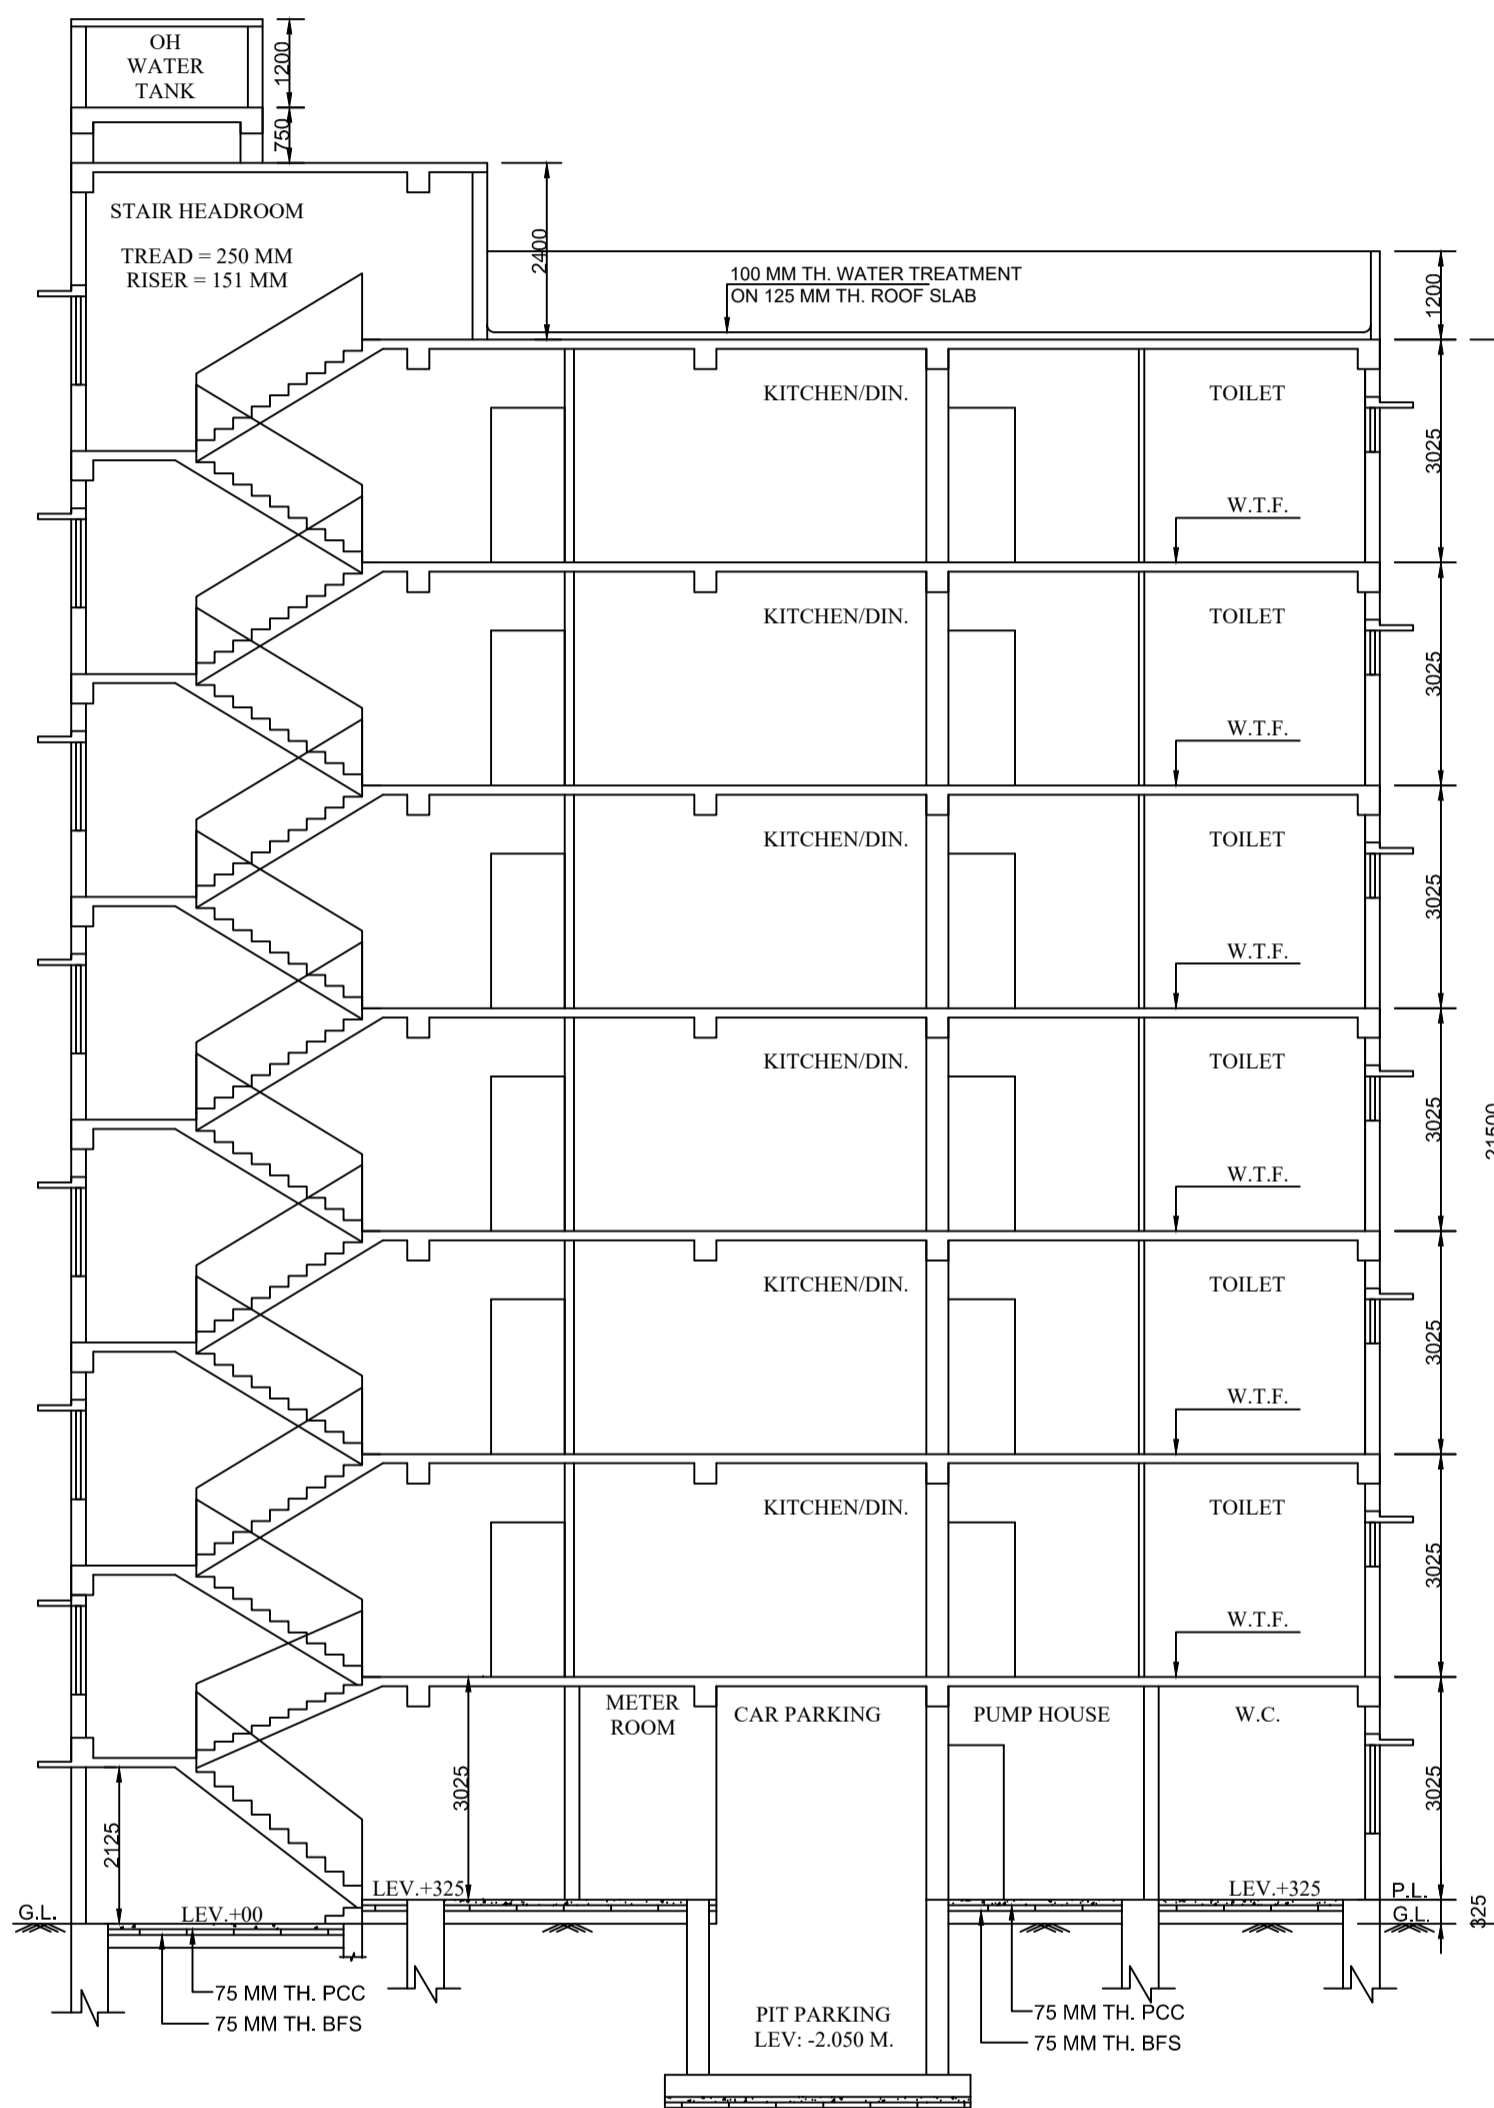 OH
WATER
TANK
1200
750
STAIR HEADROOM
TREAD = 250 MM
RISER = 151 MM
2400
100 MM TH. WATER TREATMENT
ON 125 MM TH. ROOF SLAB
1200
KITCHEN/DIN.
TOILET
3025
W.T.F.
KITCHEN/DIN.
TOILET
3025
W.T.F.
KITCHEN/DIN.
TOILET
3025
W.T.F.
KITCHEN/DIN.
TOILET
3025
21500
W.T.F.
KITCHEN/DIN.
TOILET
3025
W.T.F.
KITCHEN/DIN.
TOILET
3025
W.T.F.
METER
ROOM
CAR PARKING
PUMP HOUSE
W.C.
2125
3025
3025
LEV.+325
LEV.+325
P.L.
G.L.
LEV.+00
G.L.
325
75 MM TH. PCC
75 MM TH. BFS
PIT PARKING
LEV: -2.050 M.
75 MM TH. PCC
75 MM TH. BFS